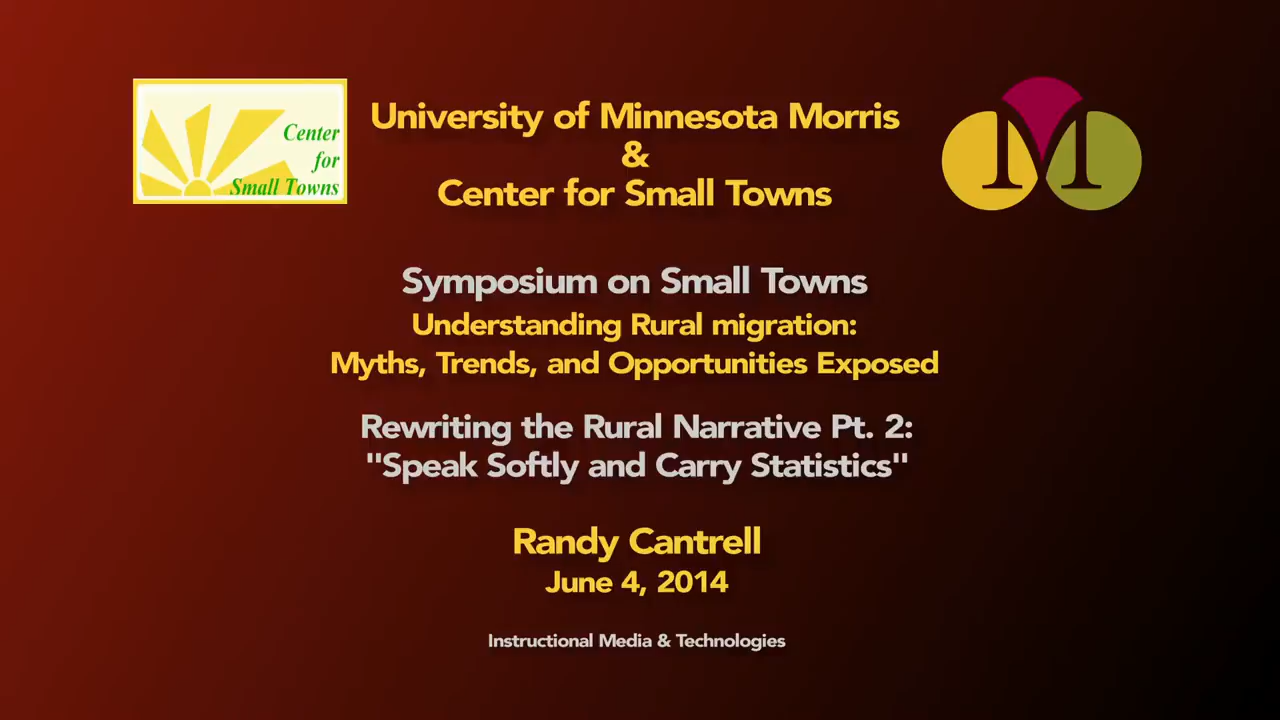 Center
for
Small Towns
University of Minnesota Morris
&
Center for Small Towns
M
Symposium on Small Towns
Understanding Rural migration:
Myths, Trends, and Opportunities Exposed
Rewriting the Rural Narrative Pt. 2:
"Speak Softly and Carry Statistics"
Randy Cantrell
June 4, 2014
Instructional Media & Technologies